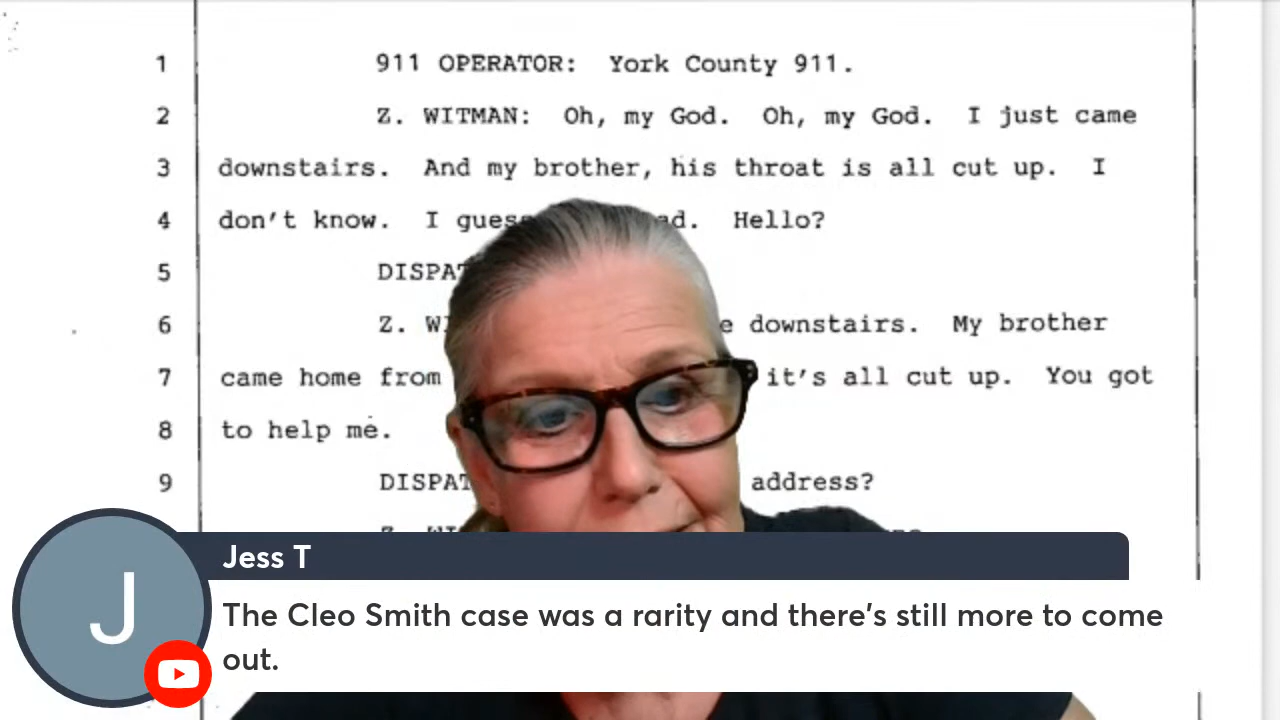 1 911 OPERATOR: York County 911.
2 Z. WITMAN: Oh, my God. Oh, my God. I just came
3 downstairs. And my brother, his throat is all cut up. I
4 don't know. I guess Hello?
5
6 Z. downstairs. My brother
7 came home from it's all cut up. You got
8 to help me.
9 address?
Jess T
J
The Cleo Smith case was a rarity and there's still more to come
out.